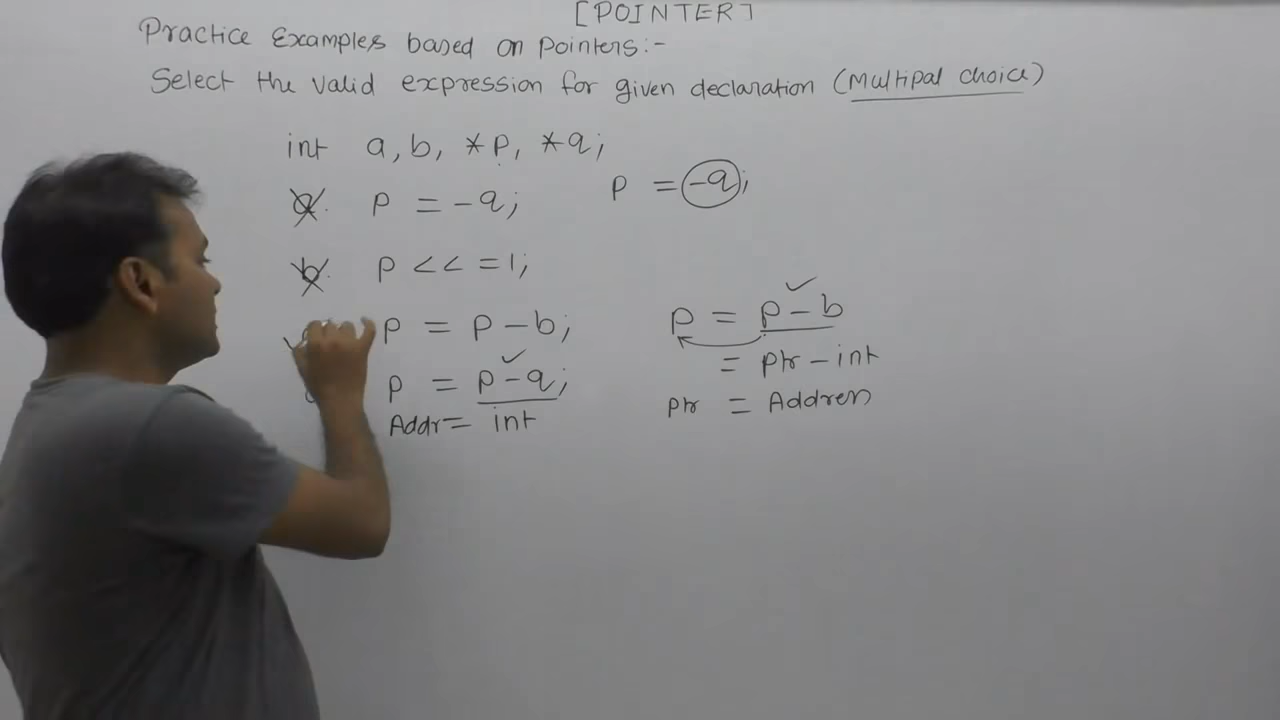 [POINTER]
Practice Examples based on Pointers:-
Select the valid expression for given declaration (Multipal choice)
int a, b, *p, *q;
a. p = -q;
p = -q;
b. p <<=1;
p = p-b;
p = p-b
= ptr - int
p = p-q;
ptr = Address
Addr = int